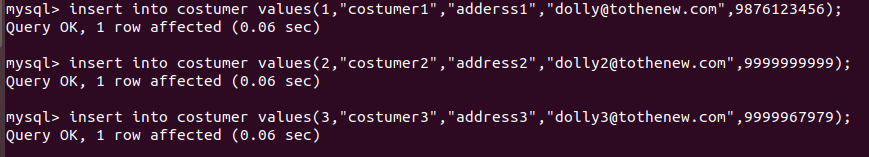 mysql> insert into costumer values(1,"costumer1","adderss1","dolly@tothenew.com",9876123456);
Query OK, 1 row affected (0.06 sec)
mysql> insert into costumer values(2,"costumer2","address2","dolly2@tothenew.com",9999999999);
Query OK, 1 row affected (0.06 sec)
mysql> insert into costumer values(3,"costumer3","address3","dolly3@tothenew.com",9999967979);
Query OK, 1 row affected (0.06 sec)